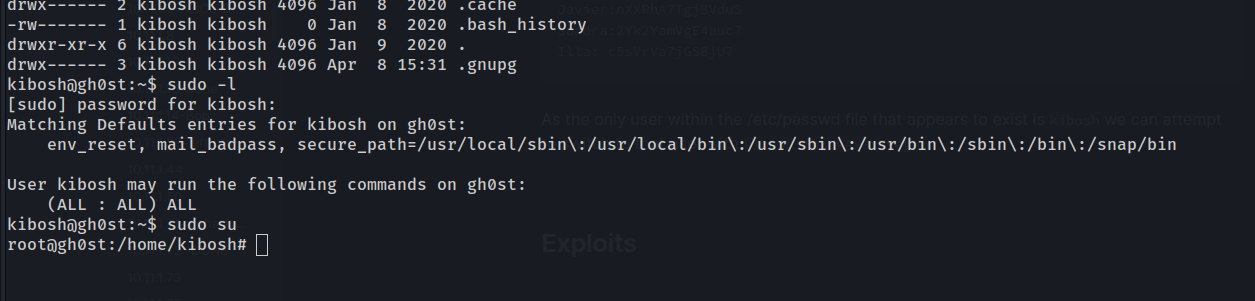 drwx------ 2 kibosh kibosh 4096 Jan  8  2020 .cache
-rw------- 1 kibosh kibosh    0 Jan  8  2020 .bash_history
drwxr-xr-x 6 kibosh kibosh 4096 Jan  9  2020 .
drwx------ 3 kibosh kibosh 4096 Apr  8 15:31 .gnupg
kibosh@gh0st:~$ sudo -l
[sudo] password for kibosh:
Matching Defaults entries for kibosh on gh0st:
    env_reset, mail_badpass, secure_path=/usr/local/sbin\:/usr/local/bin\:/usr/sbin\:/usr/bin\:/sbin\:/bin\:/snap/bin
As the only user within the /etc/passwd file that appears to exist is kibosh we can attempt
User kibosh may run the following commands on gh0st:
    (ALL : ALL) ALL
kibosh@gh0st:~$ sudo su
root@gh0st:/home/kibosh#
Exploits